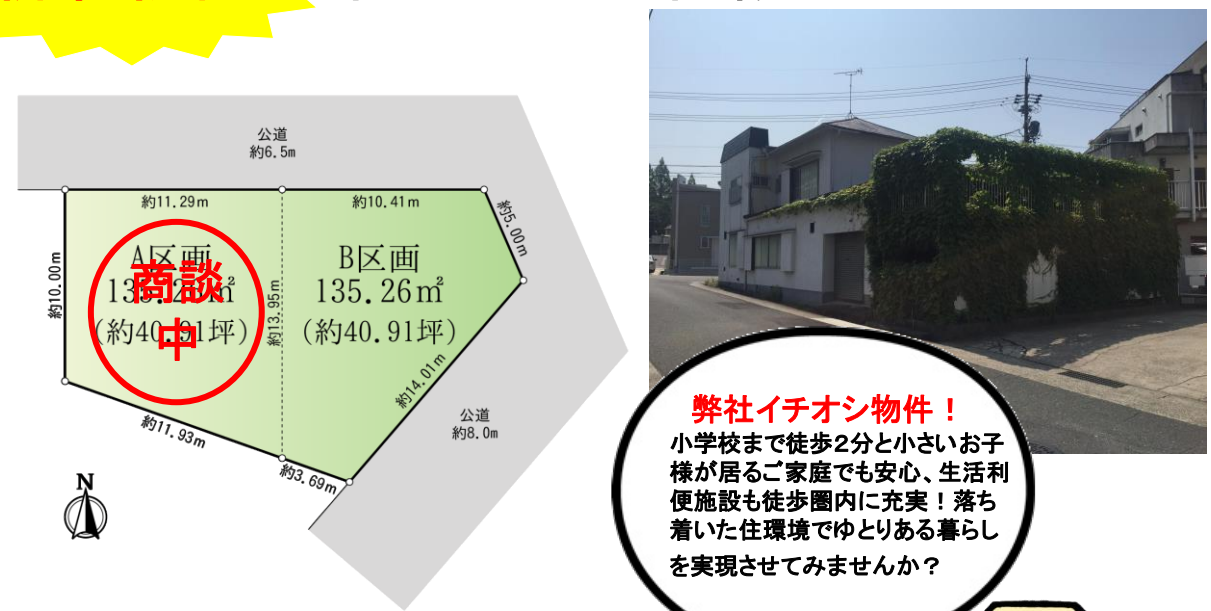 公道
約6.5m
約11.29m
約10.41m
約5.00m
約10.00m
A区画
(約40.91坪)
商談
中
約13.95m
B区画
135.26㎡
(約40.91坪)
約14.01m
約11.93m
約3.69m
公道
約8.0m
N
弊社イチオシ物件!
小学校まで徒歩2分と小さいお子
様が居るご家庭でも安心、生活利
便施設も徒歩圏内に充実!落ち
着いた住環境でゆとりある暮らし
を実現させてみませんか?